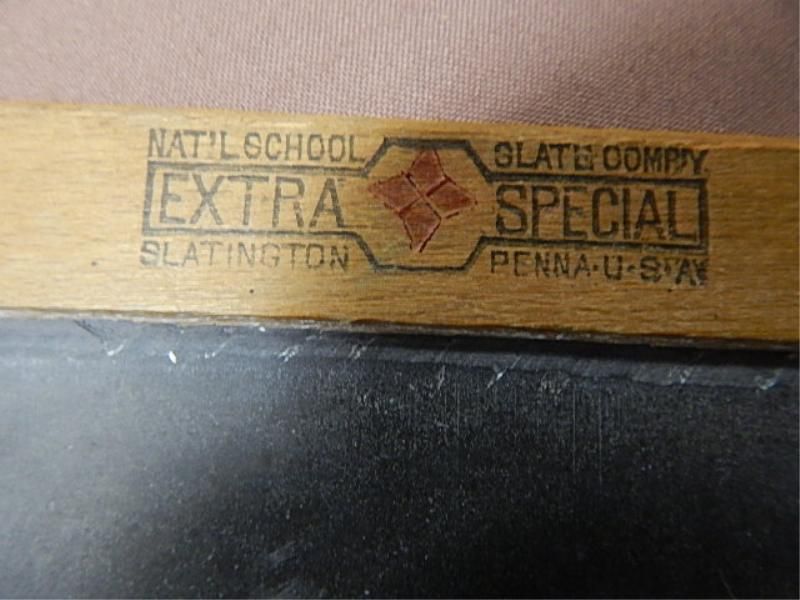 NAT'L SCHOOL SLATE COMP'Y.
EXTRA SPECIAL
SLATINGTON PENNA·U·S·A·